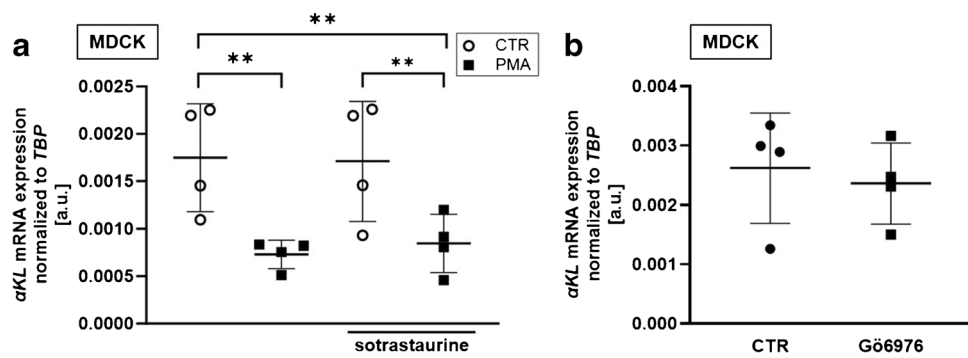 a
MDCK
**
**
**
CTR
PMA
αKL mRNA expression
normalized to TBP
[a.u.]
0.0025
0.0020
0.0015
0.0010
0.0005
0.0000
sotrastaurine
b
MDCK
αKL mRNA expression
normalized to TBP
[a.u.]
0.004
0.003
0.002
0.001
0.000
CTR
Gö6976